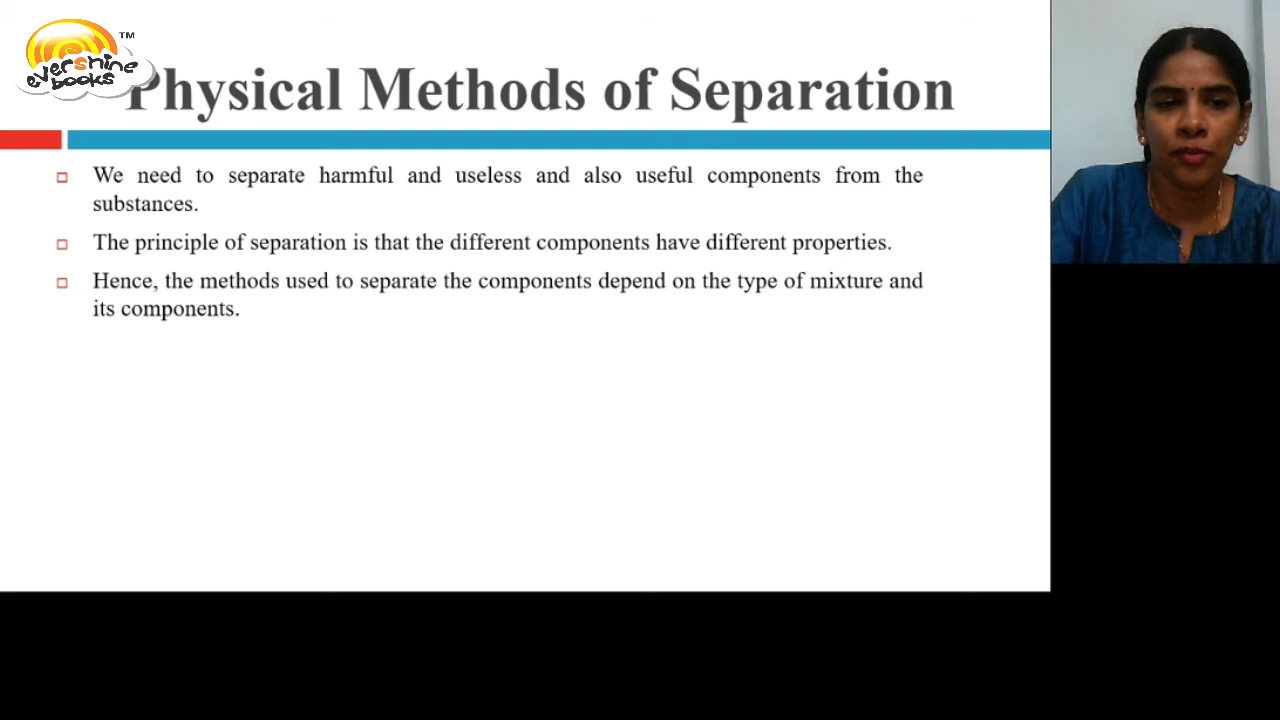 evershine
books
TM
Physical Methods of Separation
We need to separate harmful and useless and also useful components from the
substances.
The principle of separation is that the different components have different properties.
Hence, the methods used to separate the components depend on the type of mixture and
its components.